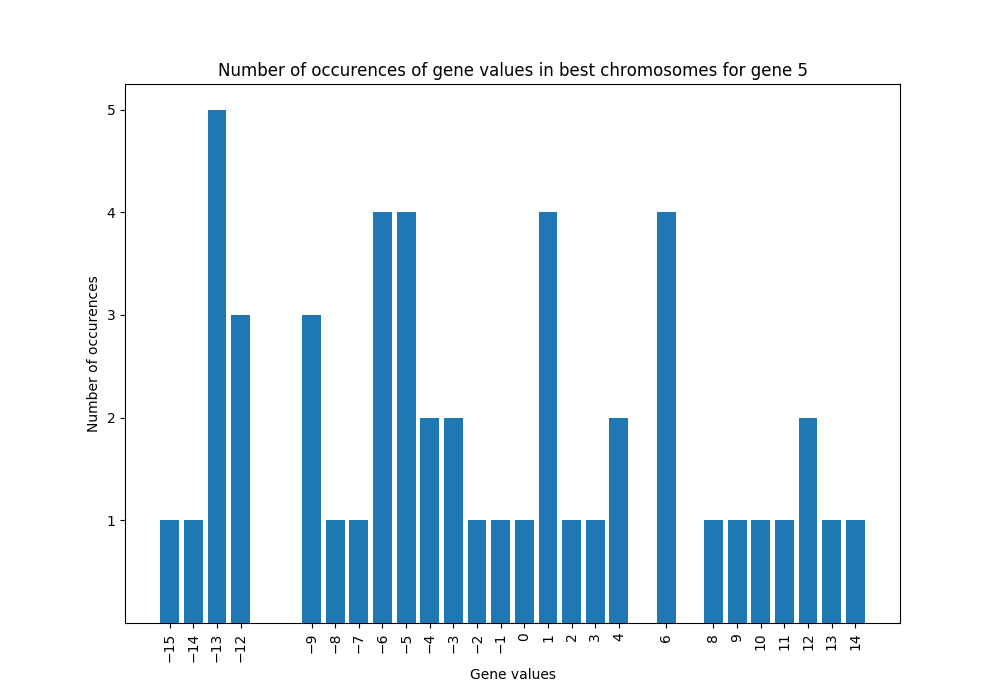 Number of occurences of gene values in best chromosomes for gene 5
5
4
3
2
1
Number of occurences
−15 −14 −13 −12 −9 −8 −7 −6 −5 −4 −3 −2 −1 0 1 2 3 4 6 8 9 10 11 12 13 14
Gene values